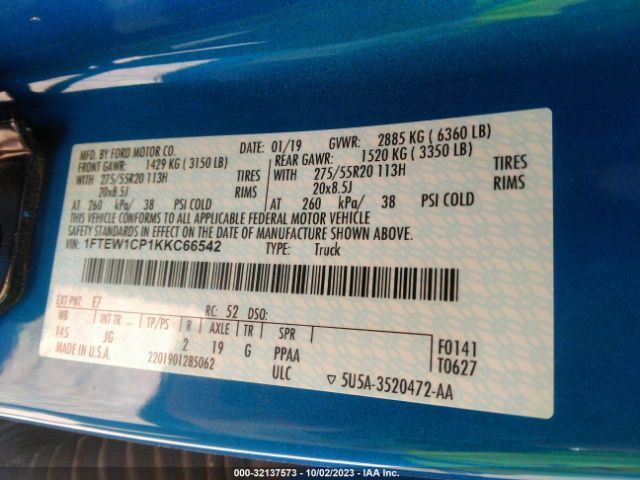 MFD. BY FORD MOTOR CO.
DATE: 01/19 GVWR: 2885 KG ( 6360 LB)
FRONT GAWR: 1429 KG ( 3150 LB) REAR GAWR: 1520 KG ( 3350 LB)
WITH 275/55R20 113H TIRES WITH 275/55R20 113H TIRES
20x8.5J RIMS 20x8.5J RIMS
AT 260 kPa/ 38 PSI COLD AT 260 kPa/ 38 PSI COLD
THIS VEHICLE CONFORMS TO ALL APPLICABLE FEDERAL MOTOR VEHICLE
SAFETY STANDARDS IN EFFECT ON THE DATE OF MANUFACTURE SHOWN ABOVE.
VIN: 1FTEW1CP1KKC66542 TYPE: Truck
EXT PNT: E7 RC: 52 DSO:
WB INT TR TP/PS R AXLE TR SPR
145 JG 2 19 G PPAA
MADE IN U.S.A. 2201901285062 ULC
F0141
T0627
▽ 5U5A-3520472-AA
000-32137573 - 10/02/2023 - IAA Inc.